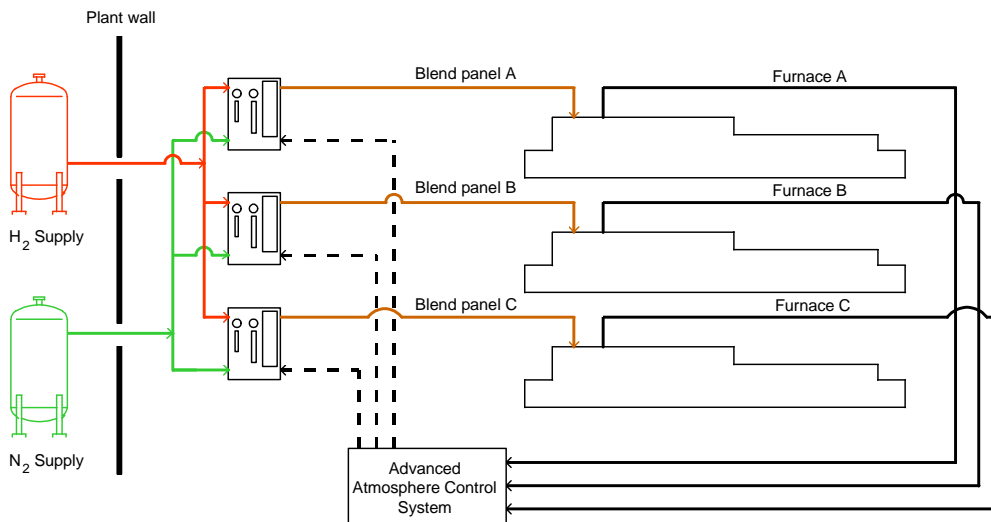 Plant wall
Blend panel A
Furnace A
Blend panel B
Furnace B
H2 Supply
Blend panel C
Furnace C
N2 Supply
Advanced
Atmosphere Control
System